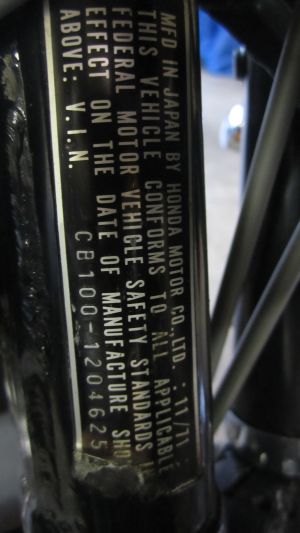 MFD IN JAPAN BY HONDA MOTOR CO.,LTD. : 11/71
THIS VEHICLE CONFORMS TO ALL APPLICABLE
FEDERAL MOTOR VEHICLE SAFETY STANDARDS I
EFFECT ON THE DATE OF MANUFACTURE SHO
ABOVE: V.I.N. CB100-1204625